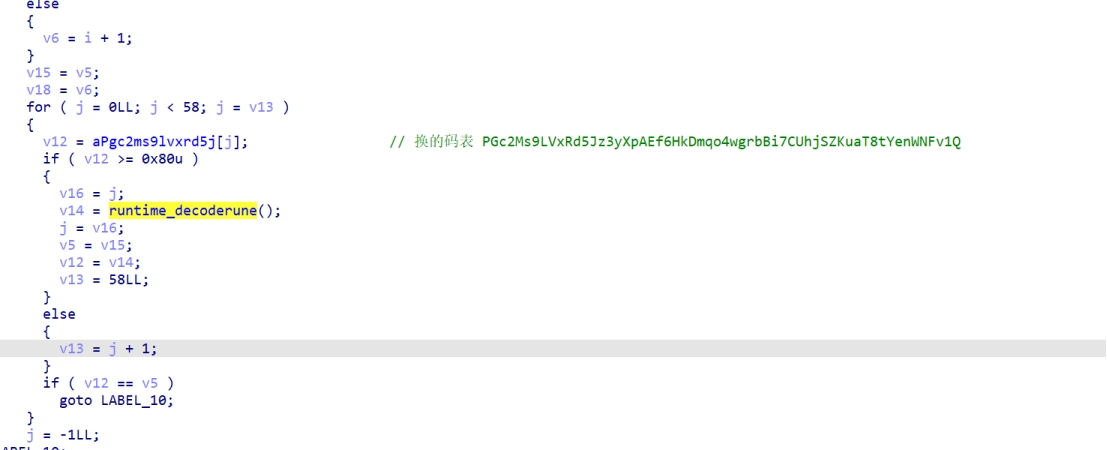 else
{
v6 = i + 1;
}
v15 = v5;
v18 = v6;
for ( j = 0LL; j < 58; j = v13 )
{
v12 = aPgc2ms9lvxrd5j[j]; // 换的码表 PGc2Ms9LVxRd5Jz3yXpAEf6HkDmqo4wgrbBi7CUhjSZKuaT8tYenWNFv1Q
if ( v12 >= 0x80u )
{
v16 = j;
v14 = runtime_decoderune();
j = v16;
v5 = v15;
v12 = v14;
v13 = 58LL;
}
else
{
v13 = j + 1;
}
if ( v12 == v5 )
goto LABEL_10;
}
j = -1LL;